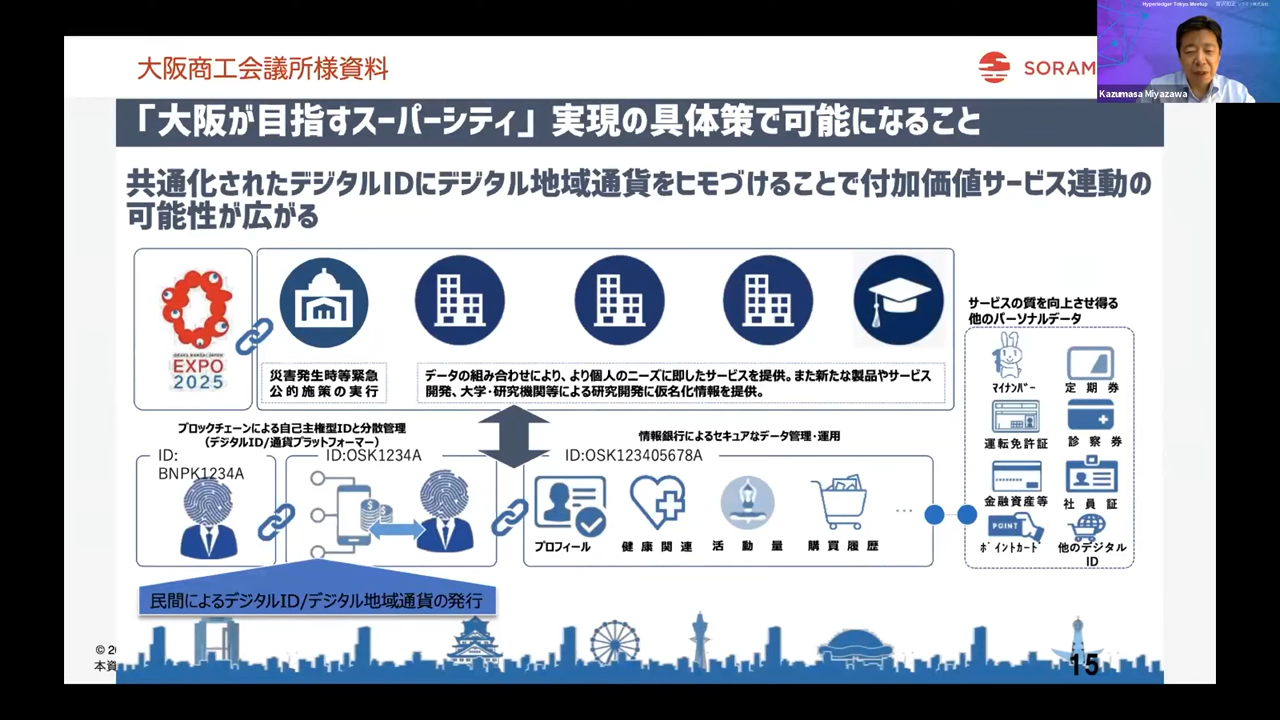 Hyperledger Tokyo Meetup
大阪商工会議所様資料
SORAM
Kazumasa Miyazawa
「大阪が目指すスーパーシティ」実現の具体策で可能になること
共通化されたデジタルIDにデジタル地域通貨をヒモづけることで付加価値サービス連動の
可能性が広がる
EXPO
2025
災害発生時等緊急
公的施策の実行
データの組み合わせにより、より個人のニーズに即したサービスを提供。また新たな製品やサービス
開発、大学・研究機関等による研究開発に仮名化情報を提供。
サービスの質を向上させ得る
他のパーソナルデータ
マイナンバー
定期券
運転免許証
診察券
金融資産等
社員証
POINT
ポイントカード
他のデジタル
ID
ブロックチェーンによる自己主権型IDと分散管理
(デジタルID/通貨プラットフォーマー)
情報銀行によるセキュアなデータ管理・運用
ID:
BNPK1234A
ID:OSK1234A
ID:OSK123405678A
プロフィール
健康関連
活動量
購買履歴
…
民間によるデジタルID/デジタル地域通貨の発行
© 20
本資
15